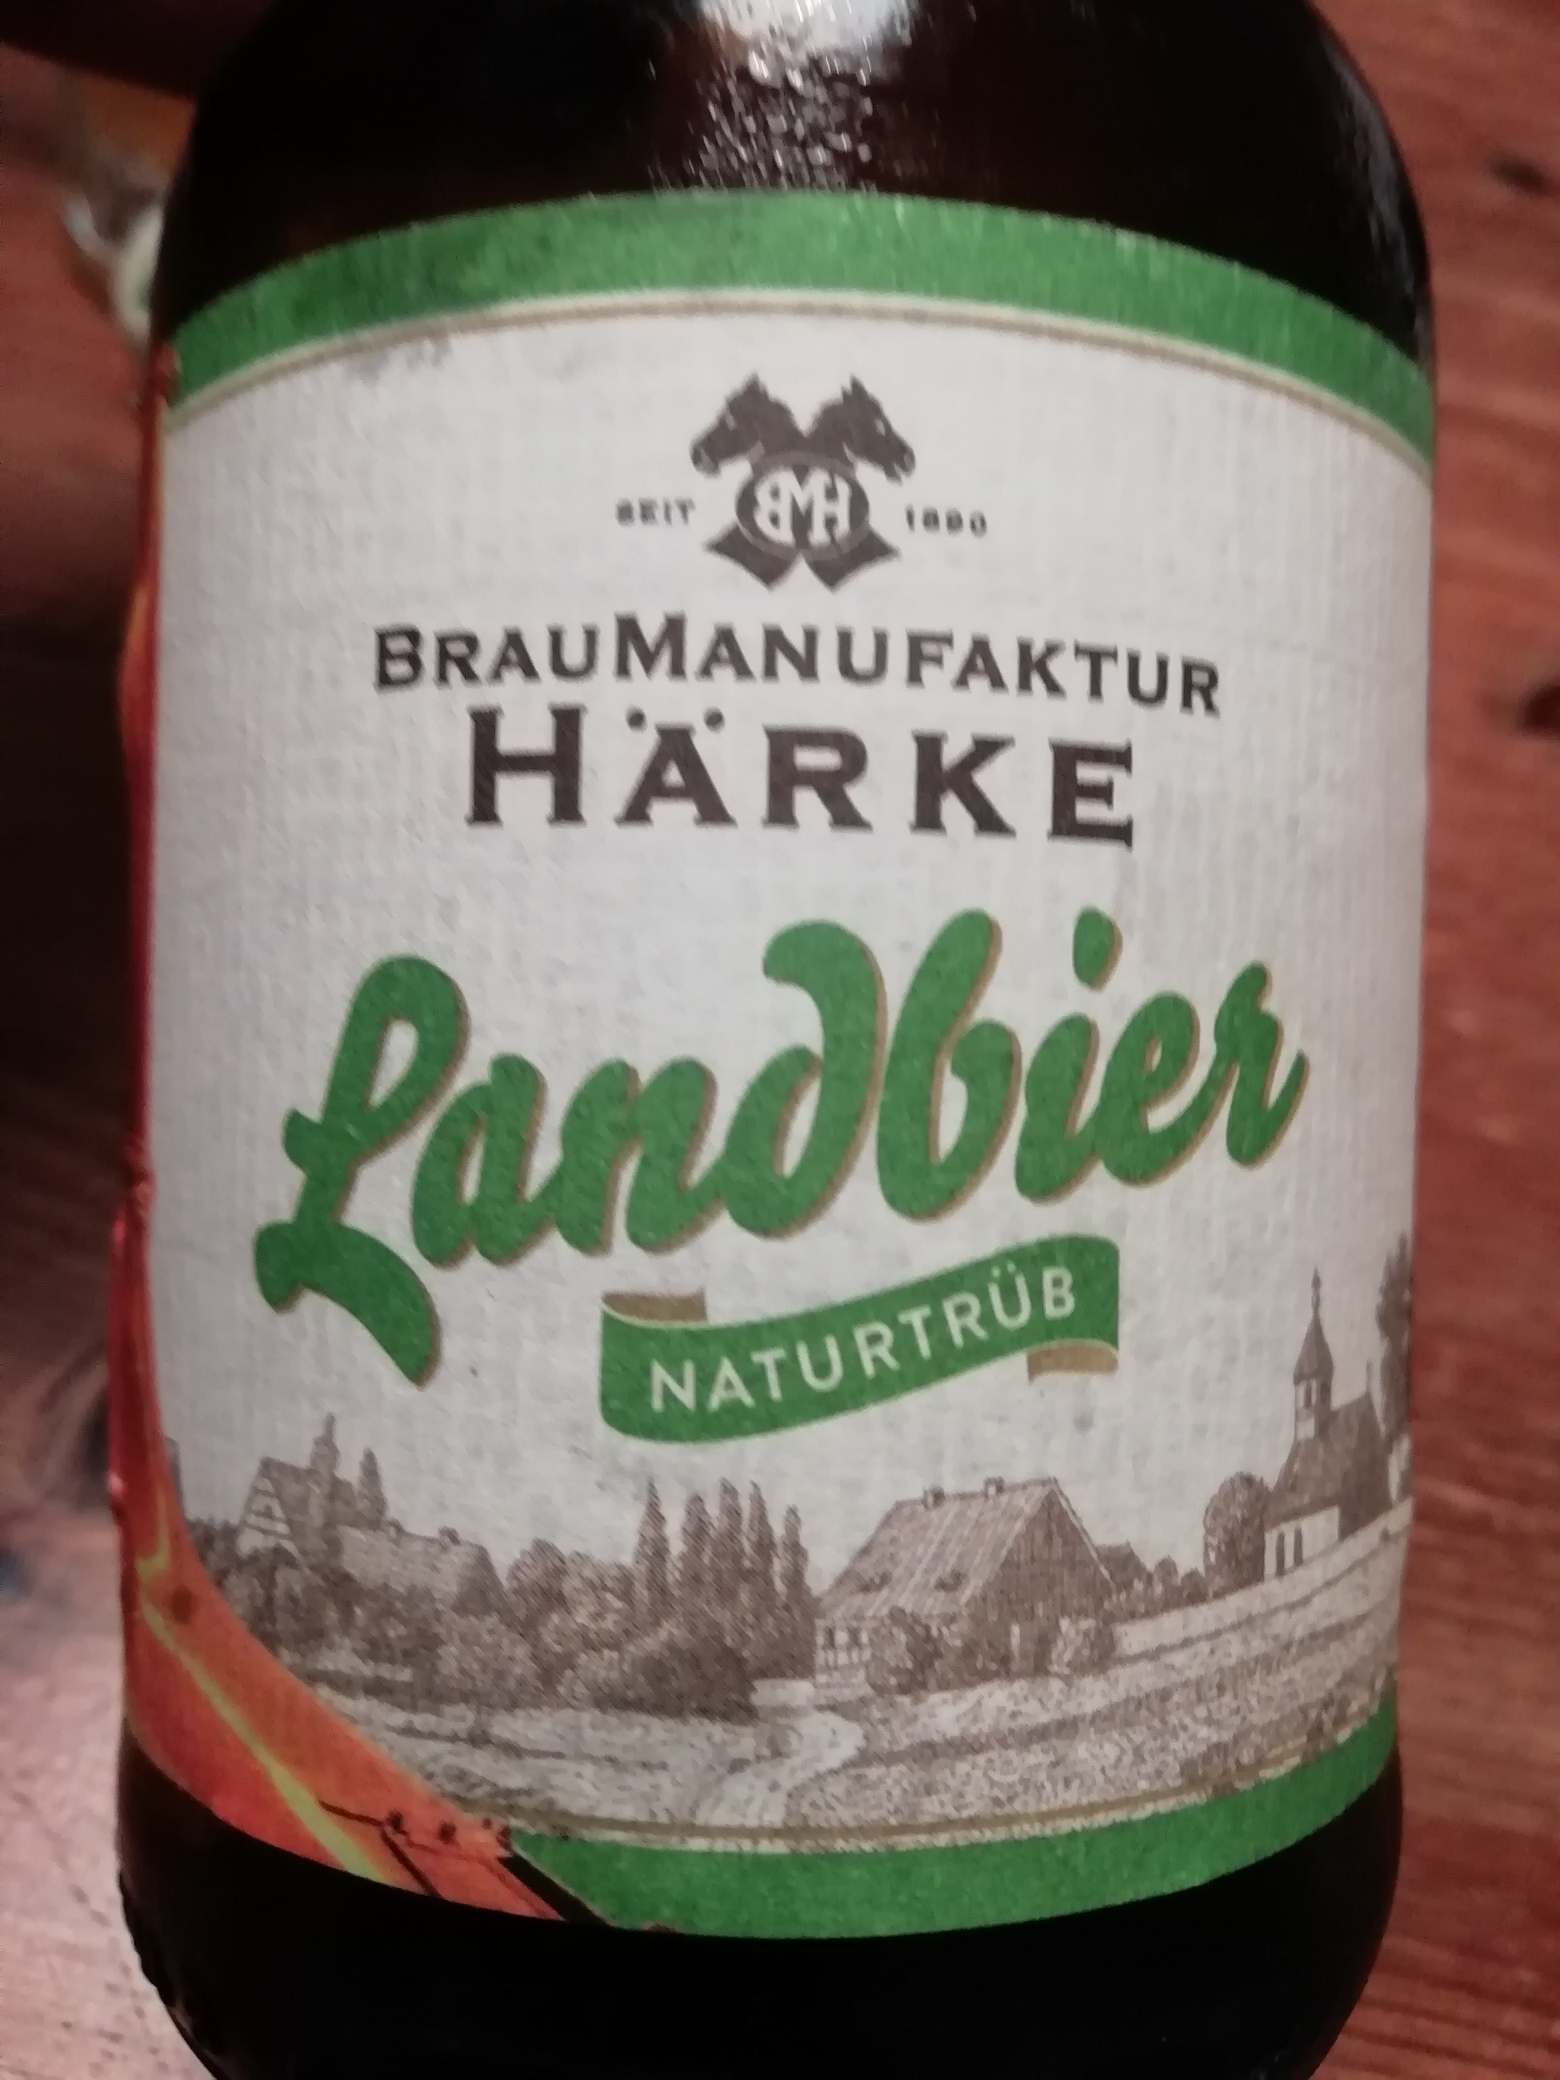 BMH
SEIT 1890
BRAUMANUFAKTUR
HÄRKE
Landbier
NATURTRÜB